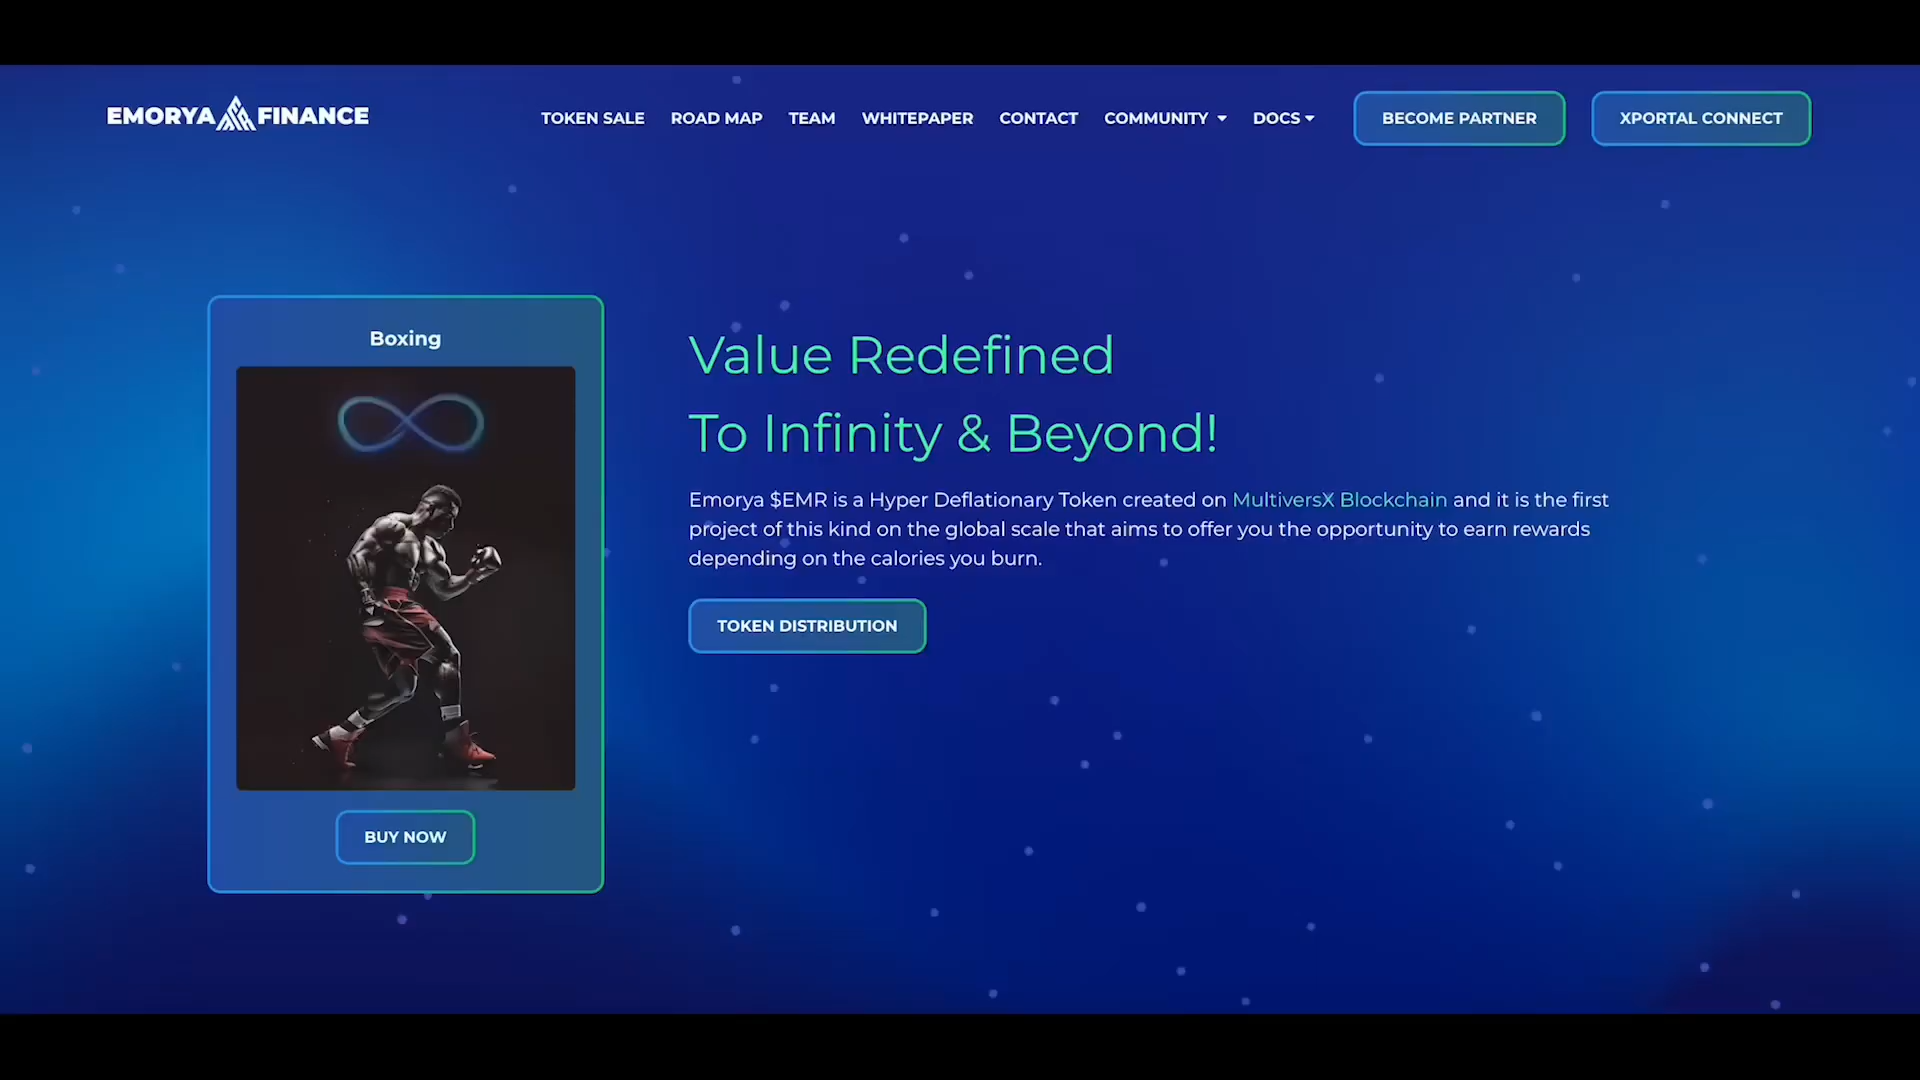 EMORYA FINANCE
TOKEN SALE
ROAD MAP
TEAM
WHITEPAPER
CONTACT
COMMUNITY
DOCS
BECOME PARTNER
XPORTAL CONNECT
Boxing
BUY NOW
Value Redefined
To Infinity & Beyond!
Emorya $EMR is a Hyper Deflationary Token created on MultiversX Blockchain and it is the first
project of this kind on the global scale that aims to offer you the opportunity to earn rewards
depending on the calories you burn.
TOKEN DISTRIBUTION